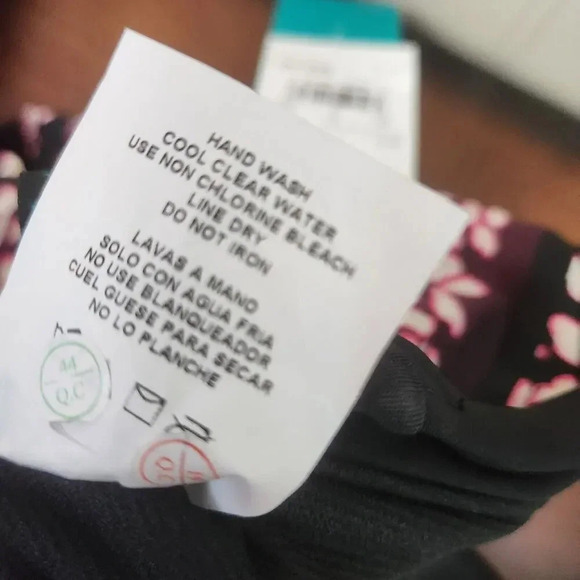 HAND WASH
COOL CLEAR WATER
USE NON CHLORINE BLEACH
LINE DRY
DO NOT IRON
LAVAS A MANO
SOLO CON AGUA FRIA
NO USE BLANQUEADOR
CUEL GUESE PARA SECAR
NO LO PLANCHE
44
Q.C